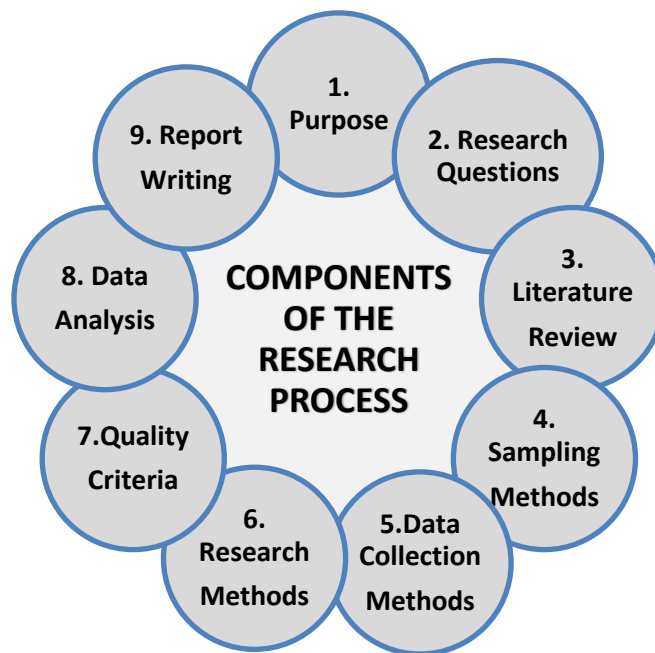 1.
Purpose
2. Research
Questions
3.
Literature
Review
4.
Sampling
Methods
5.Data
Collection
Methods
6.
Research
Methods
7.Quality
Criteria
8. Data
Analysis
9. Report
Writing
COMPONENTS
OF THE
RESEARCH
PROCESS